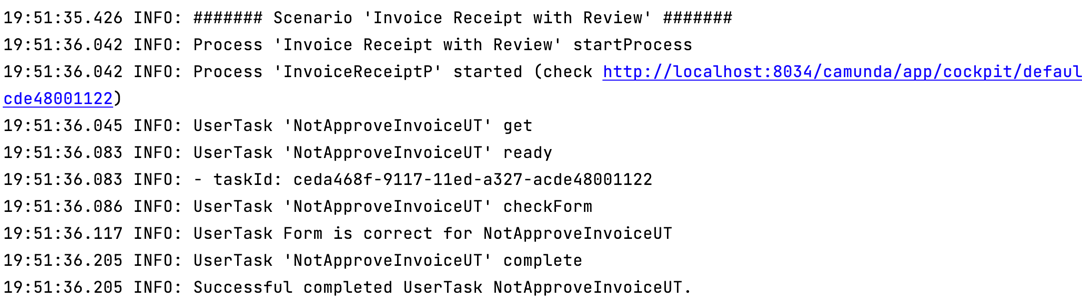 19:51:35.426 INFO: ####### Scenario 'Invoice Receipt with Review' #######
19:51:36.042 INFO: Process 'Invoice Receipt with Review' startProcess
19:51:36.042 INFO: Process 'InvoiceReceiptP' started (check http://localhost:8034/camunda/app/cockpit/defaul
cde48001122)
19:51:36.045 INFO: UserTask 'NotApproveInvoiceUT' get
19:51:36.083 INFO: UserTask 'NotApproveInvoiceUT' ready
19:51:36.083 INFO: - taskId: ceda468f-9117-11ed-a327-acde48001122
19:51:36.086 INFO: UserTask 'NotApproveInvoiceUT' checkForm
19:51:36.117 INFO: UserTask Form is correct for NotApproveInvoiceUT
19:51:36.205 INFO: UserTask 'NotApproveInvoiceUT' complete
19:51:36.205 INFO: Successful completed UserTask NotApproveInvoiceUT.